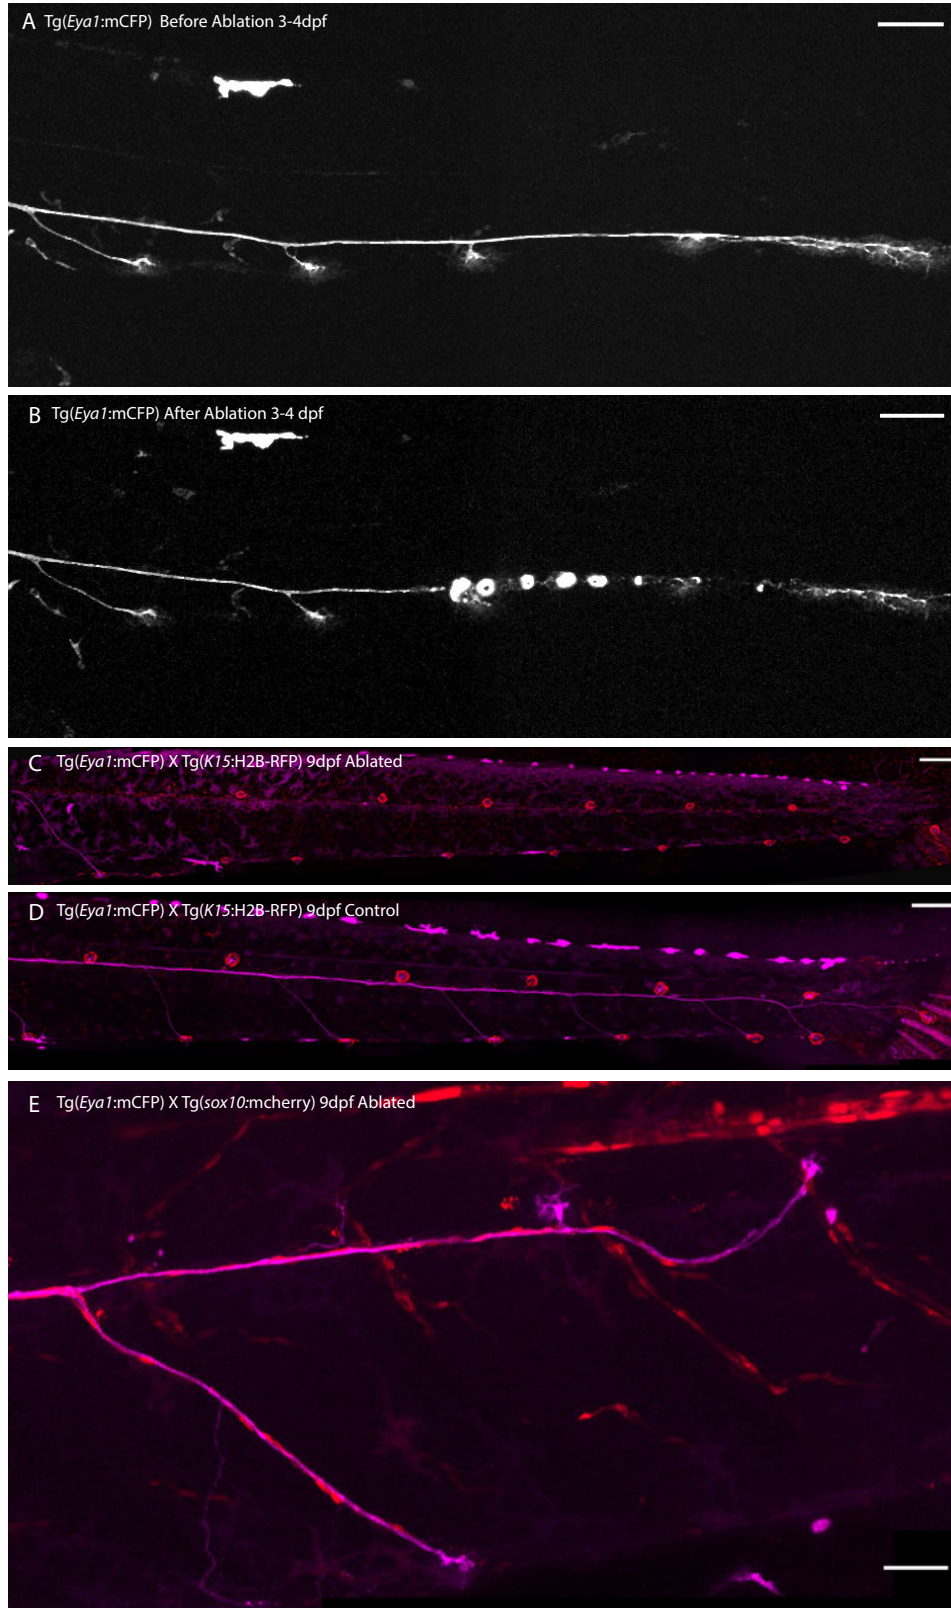 A Tg(Eya1:mCFP) Before Ablation 3-4dpf
B Tg(Eya1:mCFP) After Ablation 3-4 dpf
C Tg(Eya1:mCFP) X Tg(K15:H2B-RFP) 9dpf Ablated
D Tg(Eya1:mCFP) X Tg(K15:H2B-RFP) 9dpf Control
E Tg(Eya1:mCFP) X Tg(sox10:mcherry) 9dpf Ablated